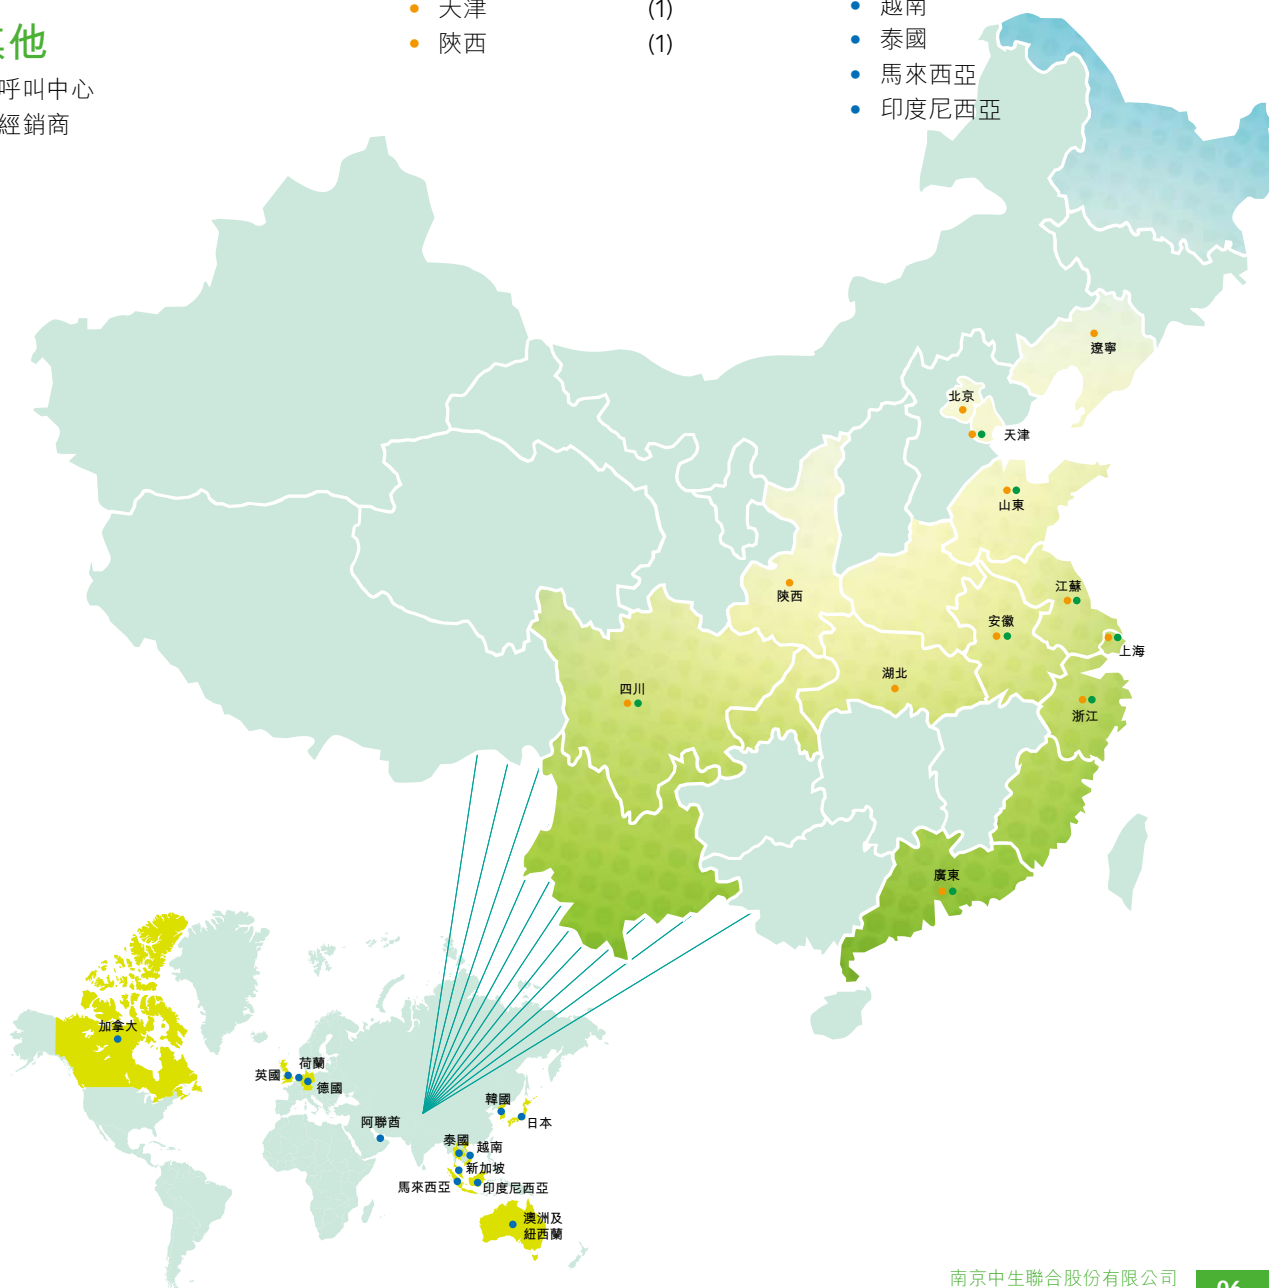 其他
呼叫中心
經銷商
• 天津 (1)
• 陝西 (1)
• 越南
• 泰國
• 馬來西亞
• 印度尼西亞
遼寧
北京
天津
山東
陝西
江蘇
安徽
上海
湖北
四川
浙江
廣東
加拿大
荷蘭
英國
德國
阿聯酋
韓國
日本
泰國
越南
新加坡
馬來西亞
印度尼西亞
澳洲及
紐西蘭
南京中生聯合股份有限公司
06